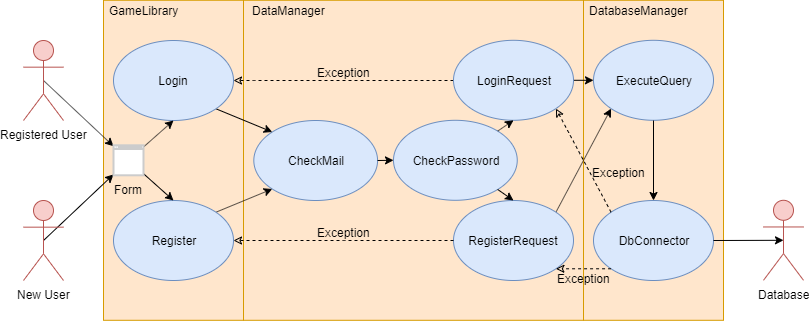 GameLibrary
DataManager
DatabaseManager
Login
Exception
LoginRequest
ExecuteQuery
Registered User
CheckMail
CheckPassword
Exception
Form
Register
Exception
RegisterRequest
DbConnector
Exception
New User
Database